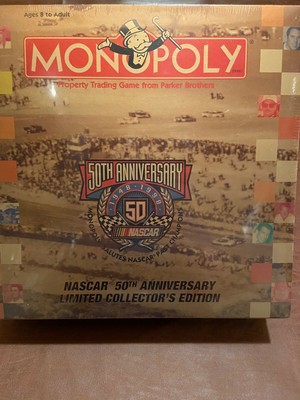 Ages 8 to Adult
MONOPOLY
Property Trading Game from Parker Brothers
50TH ANNIVERSARY
1948-1998
50
NASCAR
NASCAR 50TH ANNIVERSARY
LIMITED COLLECTOR'S EDITION